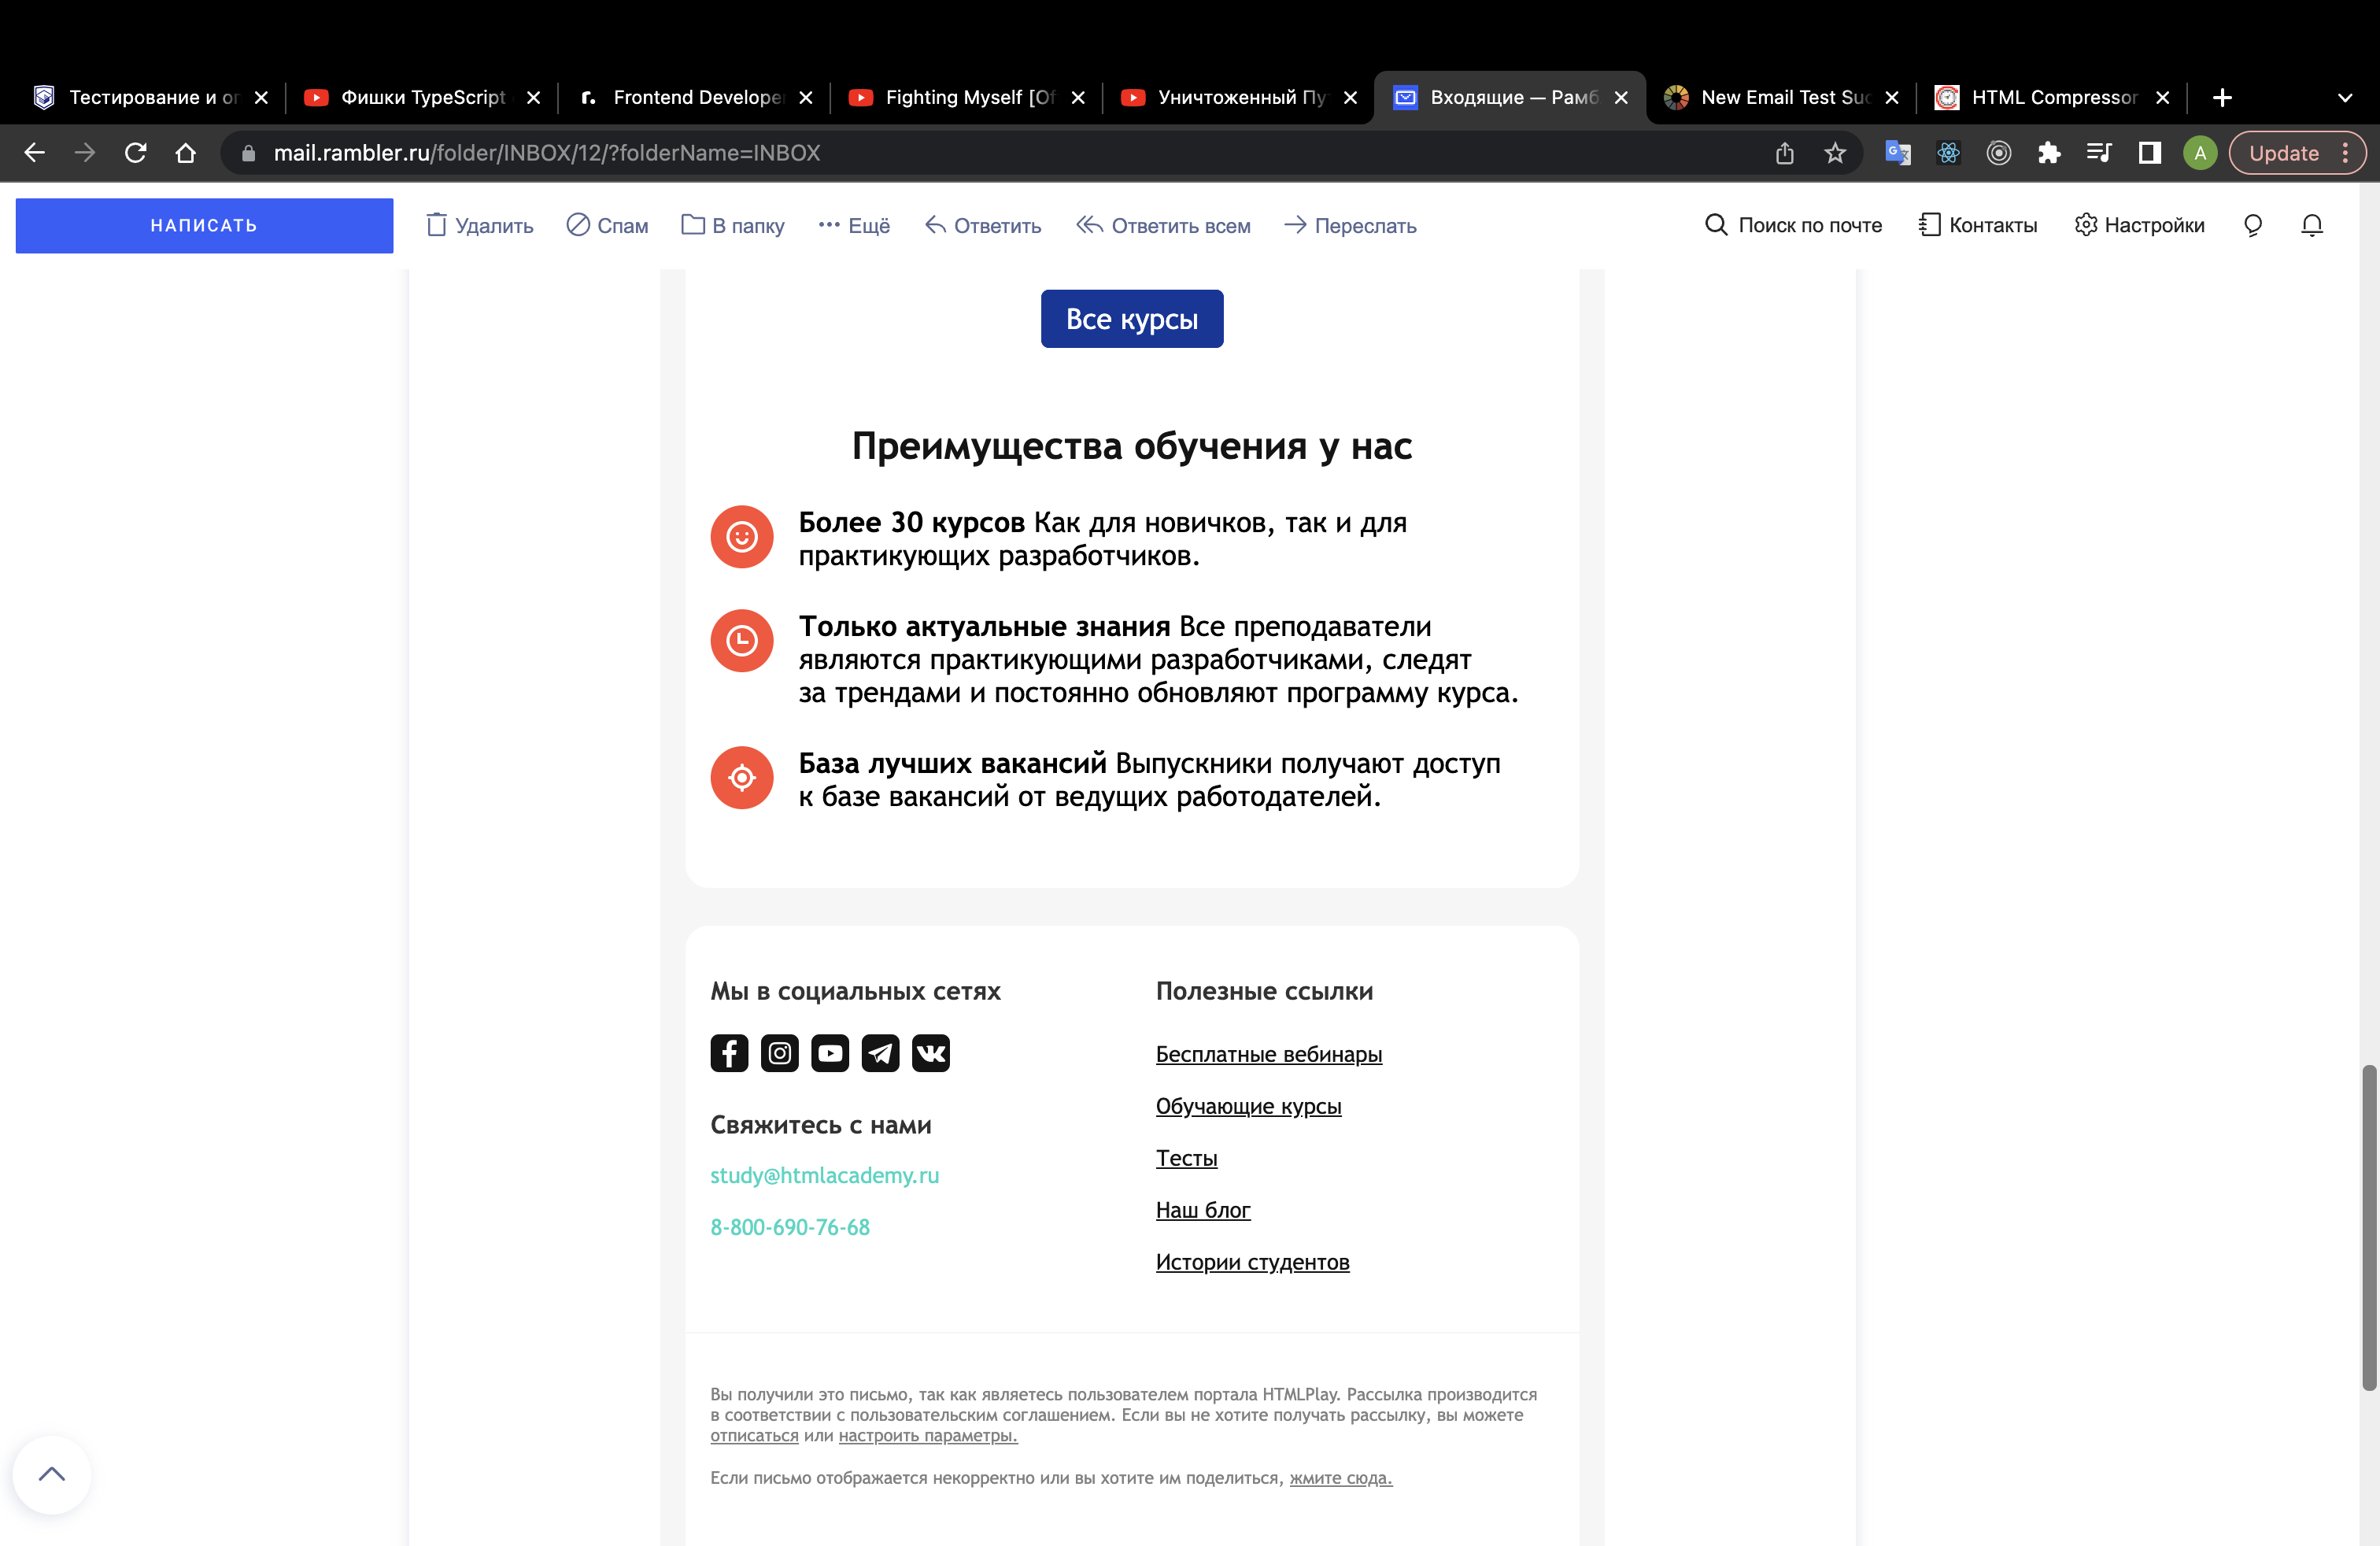 Тестирование и оп
Фишки TypeScript
Frontend Develope
Fighting Myself [Of
Уничтоженный Пу
Входящие — Рамб
New Email Test Suc
HTML Compressor
mail.rambler.ru/folder/INBOX/12/?folderName=INBOX
A
Update
НАПИСАТЬ
Удалить
Спам
В папку
Ещё
Ответить
Ответить всем
Переслать
Поиск по почте
Контакты
Настройки
Все курсы
Преимущества обучения у нас
Более 30 курсов Как для новичков, так и для
практикующих разработчиков.
Только актуальные знания Все преподаватели
являются практикующими разработчиками, следят
за трендами и постоянно обновляют программу курса.
База лучших вакансий Выпускники получают доступ
к базе вакансий от ведущих работодателей.
Мы в социальных сетях
Свяжитесь с нами
study@htmlacademy.ru
8-800-690-76-68
Полезные ссылки
Бесплатные вебинары
Обучающие курсы
Тесты
Наш блог
Истории студентов
Вы получили это письмо, так как являетесь пользователем портала HTMLPlay. Рассылка производится
в соответствии с пользовательским соглашением. Если вы не хотите получать рассылку, вы можете
отписаться или настроить параметры.
Если письмо отображается некорректно или вы хотите им поделиться, жмите сюда.